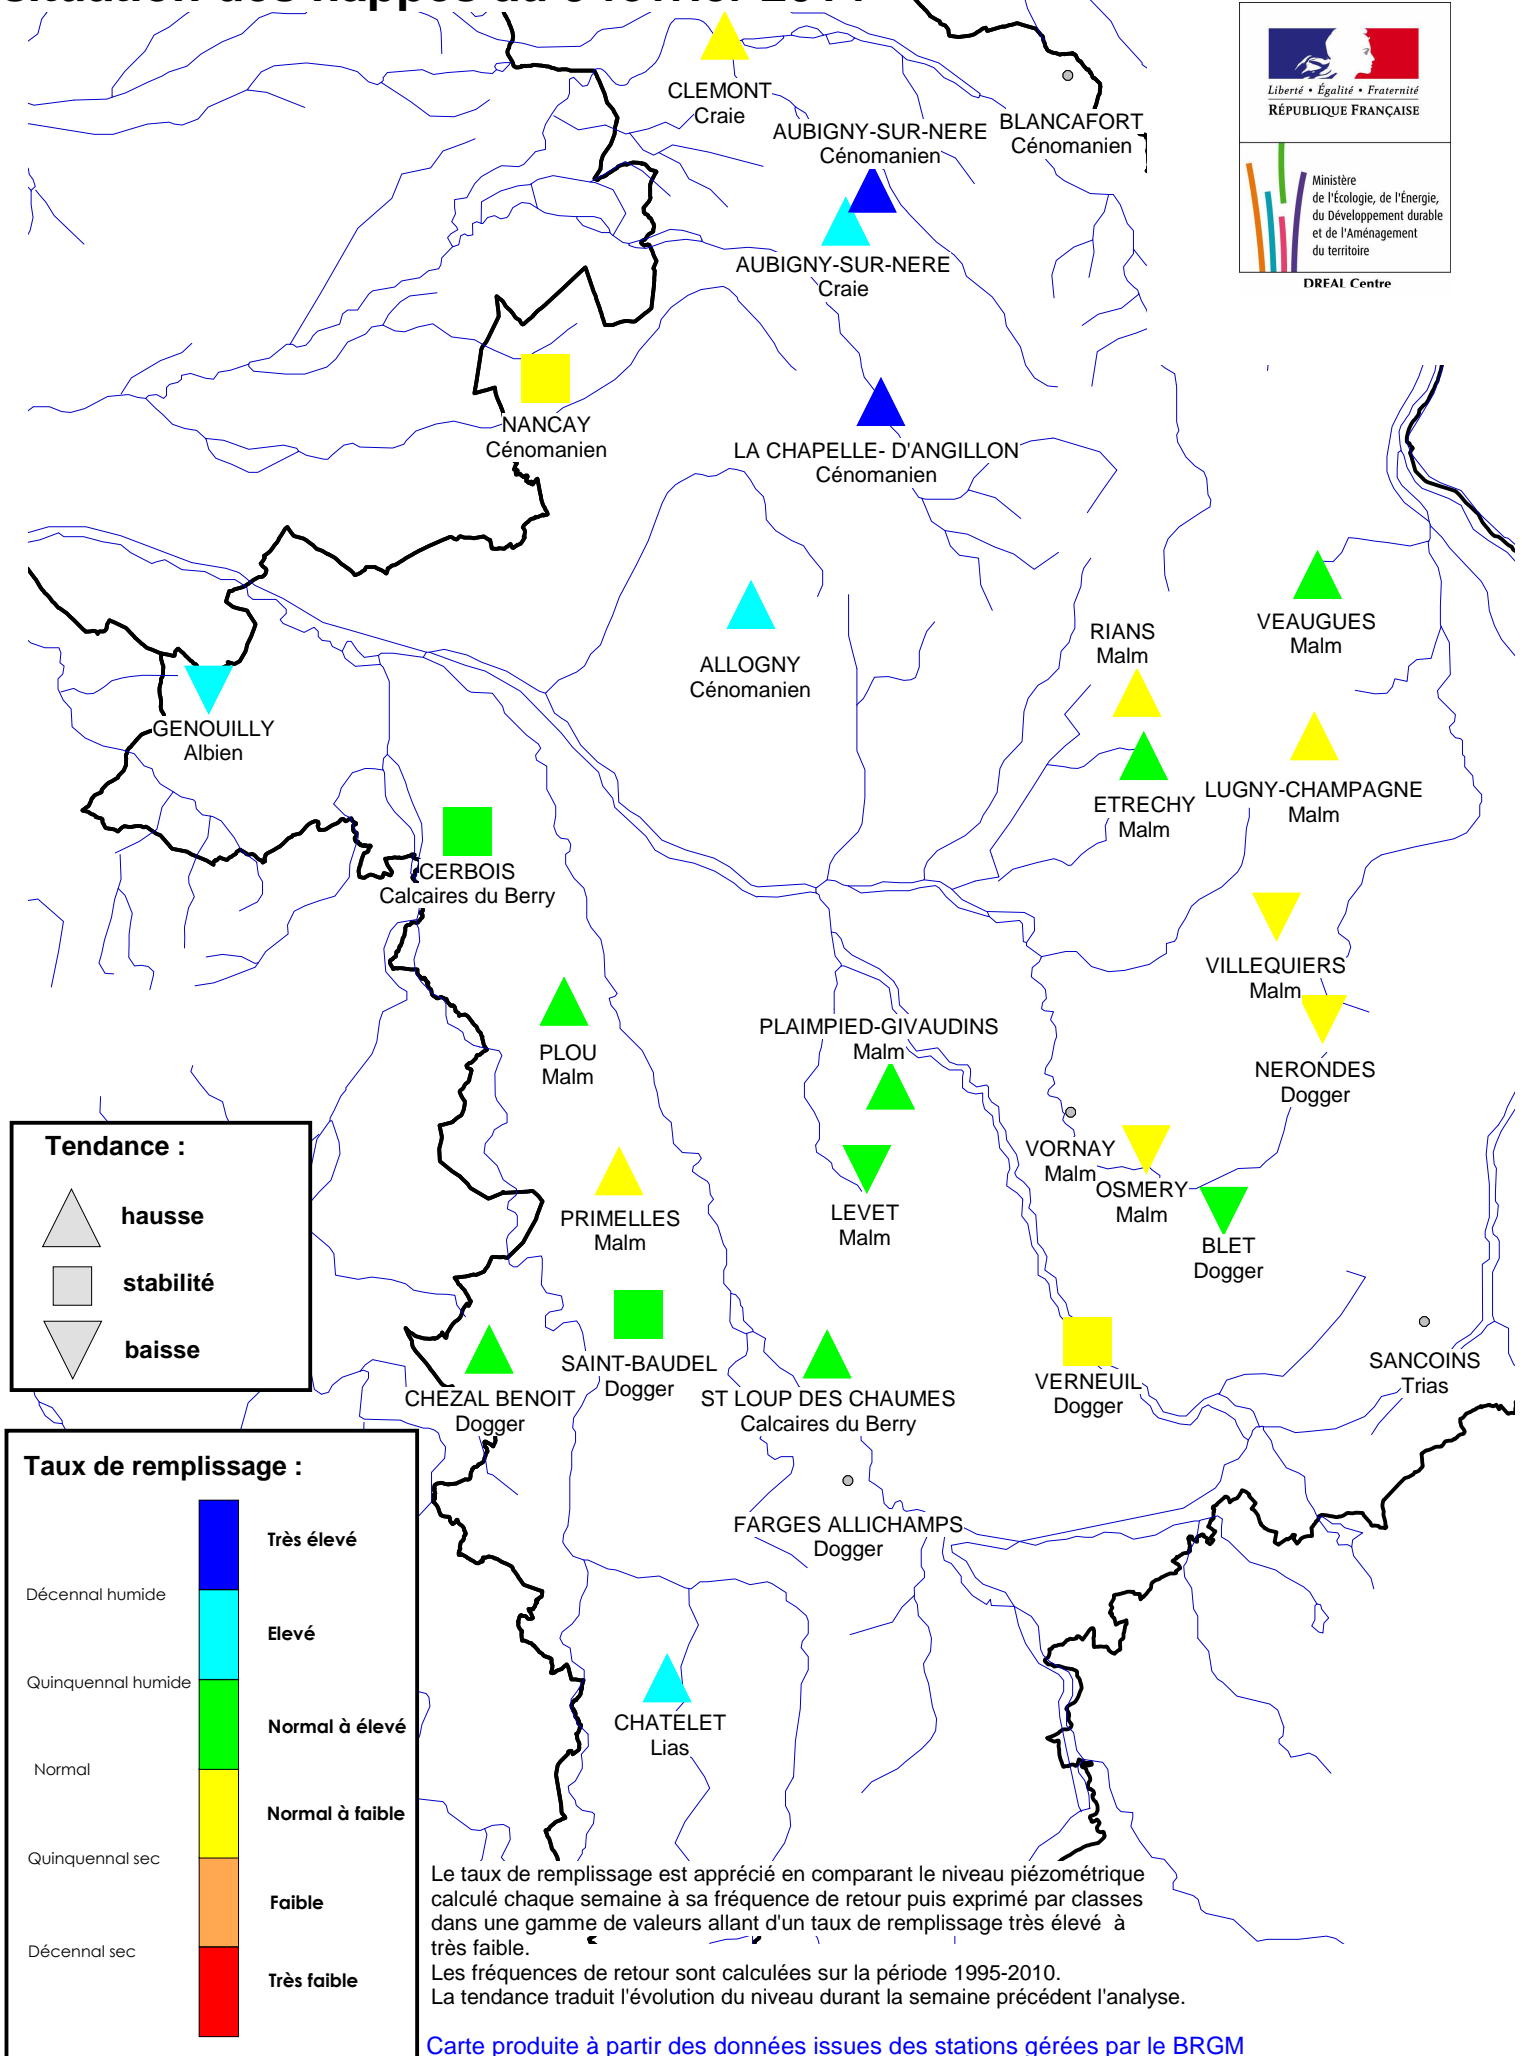 situation des nappes du 6 février 2011
Liberté • Égalité • Fraternité
RÉPUBLIQUE FRANÇAISE
Ministère
de l'Écologie, de l'Énergie,
du Développement durable
et de l'Aménagement
du territoire
DREAL Centre
CLEMONT
Craie
AUBIGNY-SUR-NERE
Cénomanien
BLANCAFORT
Cénomanien
AUBIGNY-SUR-NERE
Craie
NANCAY
Cénomanien
LA CHAPELLE- D'ANGILLON
Cénomanien
ALLOGNY
Cénomanien
RIANS
Malm
VEAUGUES
Malm
GENOUILLY
Albien
ETRECHY
Malm
LUGNY-CHAMPAGNE
Malm
CERBOIS
Calcaires du Berry
VILLEQUIERS
Malm
PLOU
Malm
PLAIMPIED-GIVAUDINS
Malm
NERONDES
Dogger
VORNAY
Malm
OSMERY
Malm
PRIMELLES
Malm
LEVET
Malm
BLET
Dogger
CHEZAL BENOIT
Dogger
SAINT-BAUDEL
Dogger
ST LOUP DES CHAUMES
Calcaires du Berry
VERNEUIL
Dogger
SANCOINS
Trias
FARGES ALLICHAMPS
Dogger
CHATELET
Lias
Tendance :
hausse
stabilité
baisse
Taux de remplissage :
Très élevé
Décennal humide
Elevé
Quinquennal humide
Normal à élevé
Normal
Normal à faible
Quinquennal sec
Faible
Décennal sec
Très faible
Le taux de remplissage est apprécié en comparant le niveau piézométrique
calculé chaque semaine à sa fréquence de retour puis exprimé par classes
dans une gamme de valeurs allant d'un taux de remplissage très élevé à
très faible.
Les fréquences de retour sont calculées sur la période 1995-2010.
La tendance traduit l'évolution du niveau durant la semaine précédent l'analyse.
Carte produite à partir des données issues des stations gérées par le BRGM